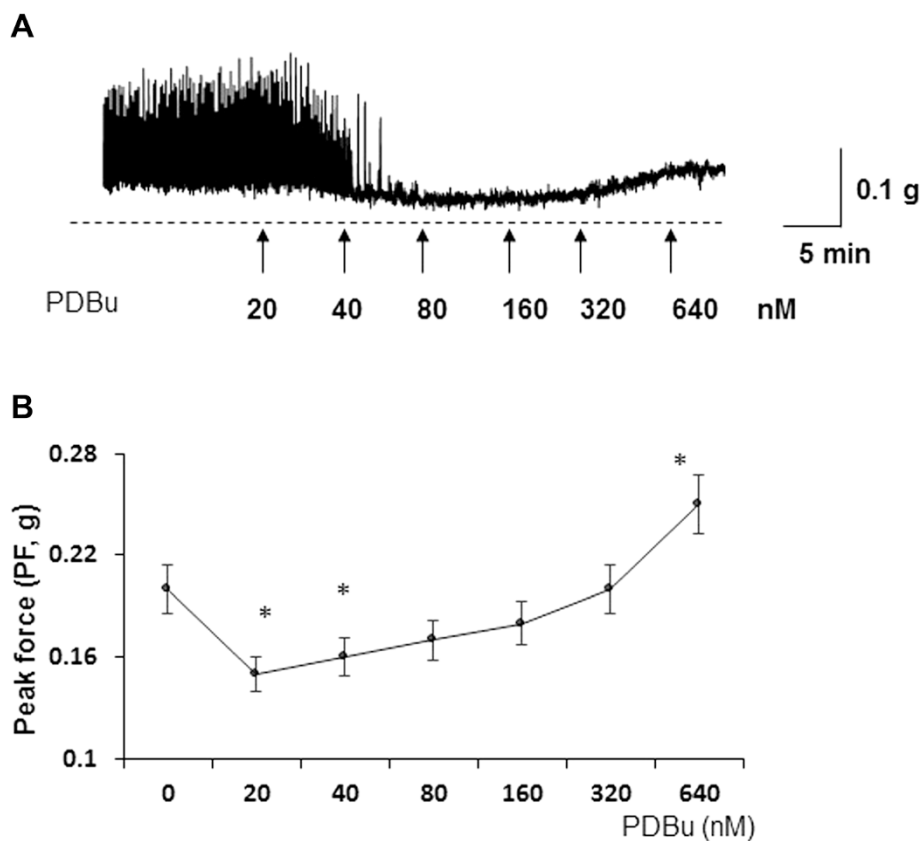 A
0.1 g
5 min
PDBu 20 40 80 160 320 640 nM
B
Peak force (PF, g)
0.28
0.22
0.16
0.1
0 20 40 80 160 320 640
PDBu (nM)
* * *